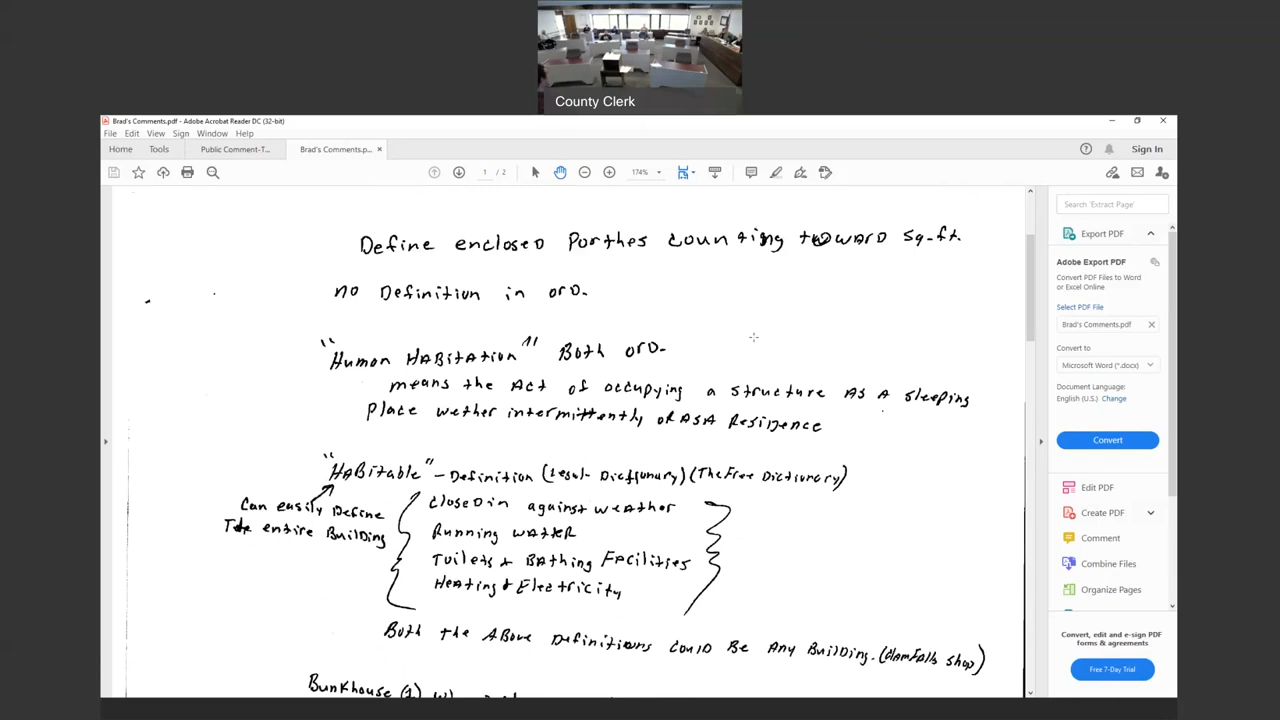 County Clerk
Brad's Comments.pdf - Adobe Acrobat Reader DC (32-bit)
File Edit View Sign Window Help
Home Tools Public Comment-T... Brad's Comments.p... × Sign In
1 / 2 174%
Define enclosed Porthes counting toward sq-ft.
no Definition in orD.
"Human HABitation" Both orD-
means the Act of occupying a structure AS A sleeping
Place wether intermittently or AS A Residence
"HABitable" - Definition (Legal Dictionary) (The Free Dictionary)
Can easily Define
The entire Building
closeD in against weather
Running water
Toilets + BAthing FAcilities
Heating + Electricity
Both the ABove Definitions could Be Any Building. (ClamFalls shop)
Bunkhouse (1)
Search 'Extract Page'
Export PDF
Adobe Export PDF
Convert PDF Files to Word
or Excel Online
Select PDF File
Brad's Comments.pdf ×
Convert to
Microsoft Word (*.docx)
Document Language:
English (U.S.) Change
Convert
Edit PDF
Create PDF
Comment
Combine Files
Organize Pages
Convert, edit and e-sign PDF
forms & agreements
Free 7-Day Trial